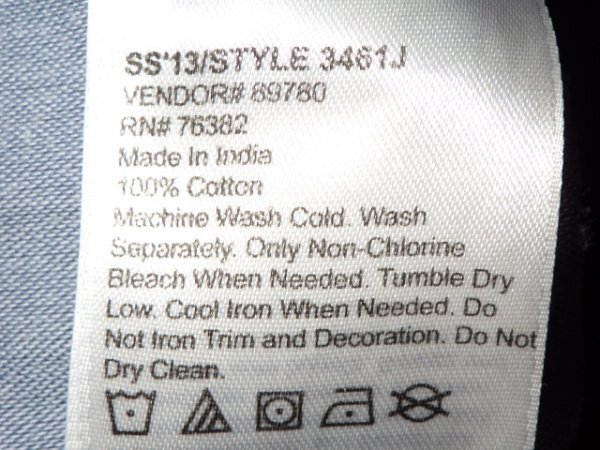 SS'13/STYLE 3461J
VENDOR# 89780
RN# 76382
Made In India
100% Cotton
Machine Wash Cold. Wash
Separately. Only Non-Chlorine
Bleach When Needed. Tumble Dry
Low. Cool Iron When Needed. Do
Not Iron Trim and Decoration. Do Not
Dry Clean.